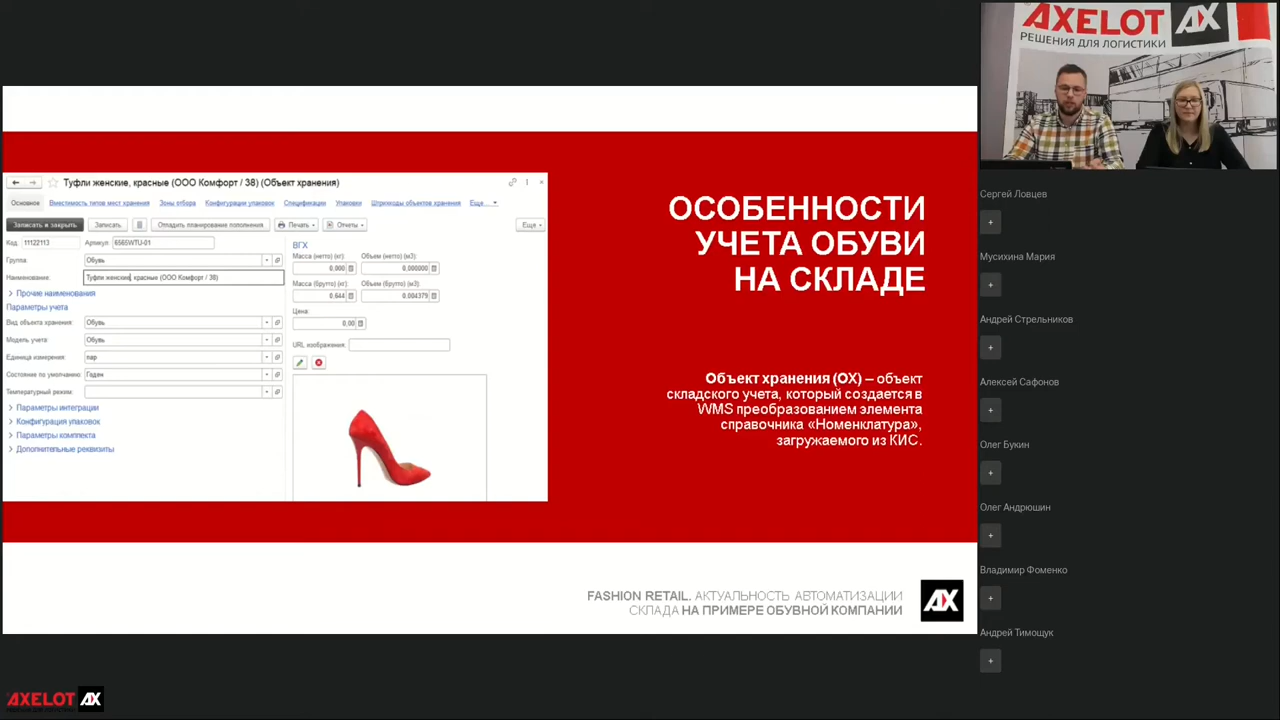 Туфли женские, красные (ООО Комфорт / 38) (Объект хранения)
Основное Вместимость типов мест хранения Зоны отбора Конфигурации упаковок Спецификации Упаковки Штрихкоды объектов хранения Еще...
Записать и закрыть Записать Отладить планирование пополнения Печать Отчеты Еще
Код: 11122113 Артикул: 6565WTU-01
Группа: Обувь
Наименование: Туфли женские, красные (ООО Комфорт / 38)
Прочие наименования
Параметры учета
Вид объекта хранения: Обувь
Модель учета: Обувь
Единица измерения: пар
Состояние по умолчанию: Годен
Температурный режим:
Параметры интеграции
Конфигурация упаковок
Параметры комплекта
Дополнительные реквизиты
ВГХ
Масса (нетто) (кг): Объем (нетто) (м3):
0,000 0,000000
Масса (брутто) (кг): Объем (брутто) (м3):
0.644 0.004379
Цена:
0,00
URL изображения:
ОСОБЕННОСТИ
УЧЕТА ОБУВИ
НА СКЛАДЕ
Объект хранения (ОХ) – объект
складского учета, который создается в
WMS преобразованием элемента
справочника «Номенклатура»,
загружаемого из КИС.
FASHION RETAIL. АКТУАЛЬНОСТЬ АВТОМАТИЗАЦИИ
СКЛАДА НА ПРИМЕРЕ ОБУВНОЙ КОМПАНИИ
AX
AXELOT AX
РЕШЕНИЯ ДЛЯ ЛОГИСТИКИ
Сергей Ловцев
Мусихина Мария
Андрей Стрельников
Алексей Сафонов
Олег Букин
Олег Андрюшин
Владимир Фоменко
Андрей Тимощук
AXELOT AX
РЕШЕНИЯ ДЛЯ ЛОГИСТИКИ